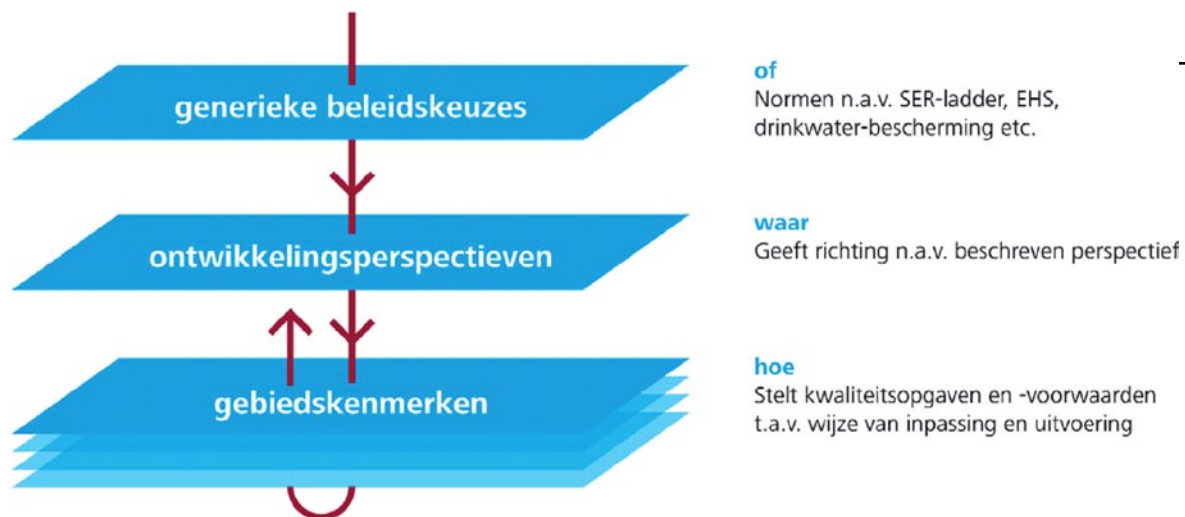 generieke beleidskeuzes
of
Normen n.a.v. SER-ladder, EHS,
drinkwater-bescherming etc.
ontwikkelingsperspectieven
waar
Geeft richting n.a.v. beschreven perspectief
gebiedskenmerken
hoe
Stelt kwaliteitsopgaven en -voorwaarden
t.a.v. wijze van inpassing en uitvoering